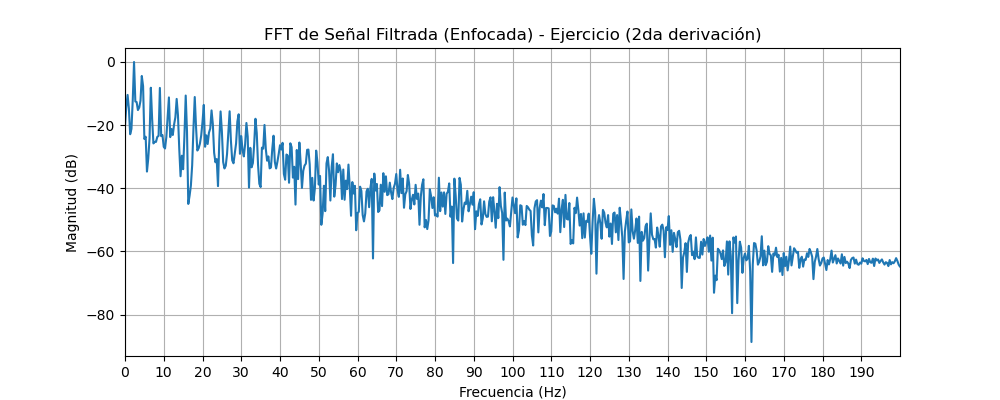 FFT de Señal Filtrada (Enfocada) - Ejercicio (2da derivación)
Magnitud (dB)
0
−20
−40
−60
−80
0 10 20 30 40 50 60 70 80 90 100 110 120 130 140 150 160 170 180 190
Frecuencia (Hz)